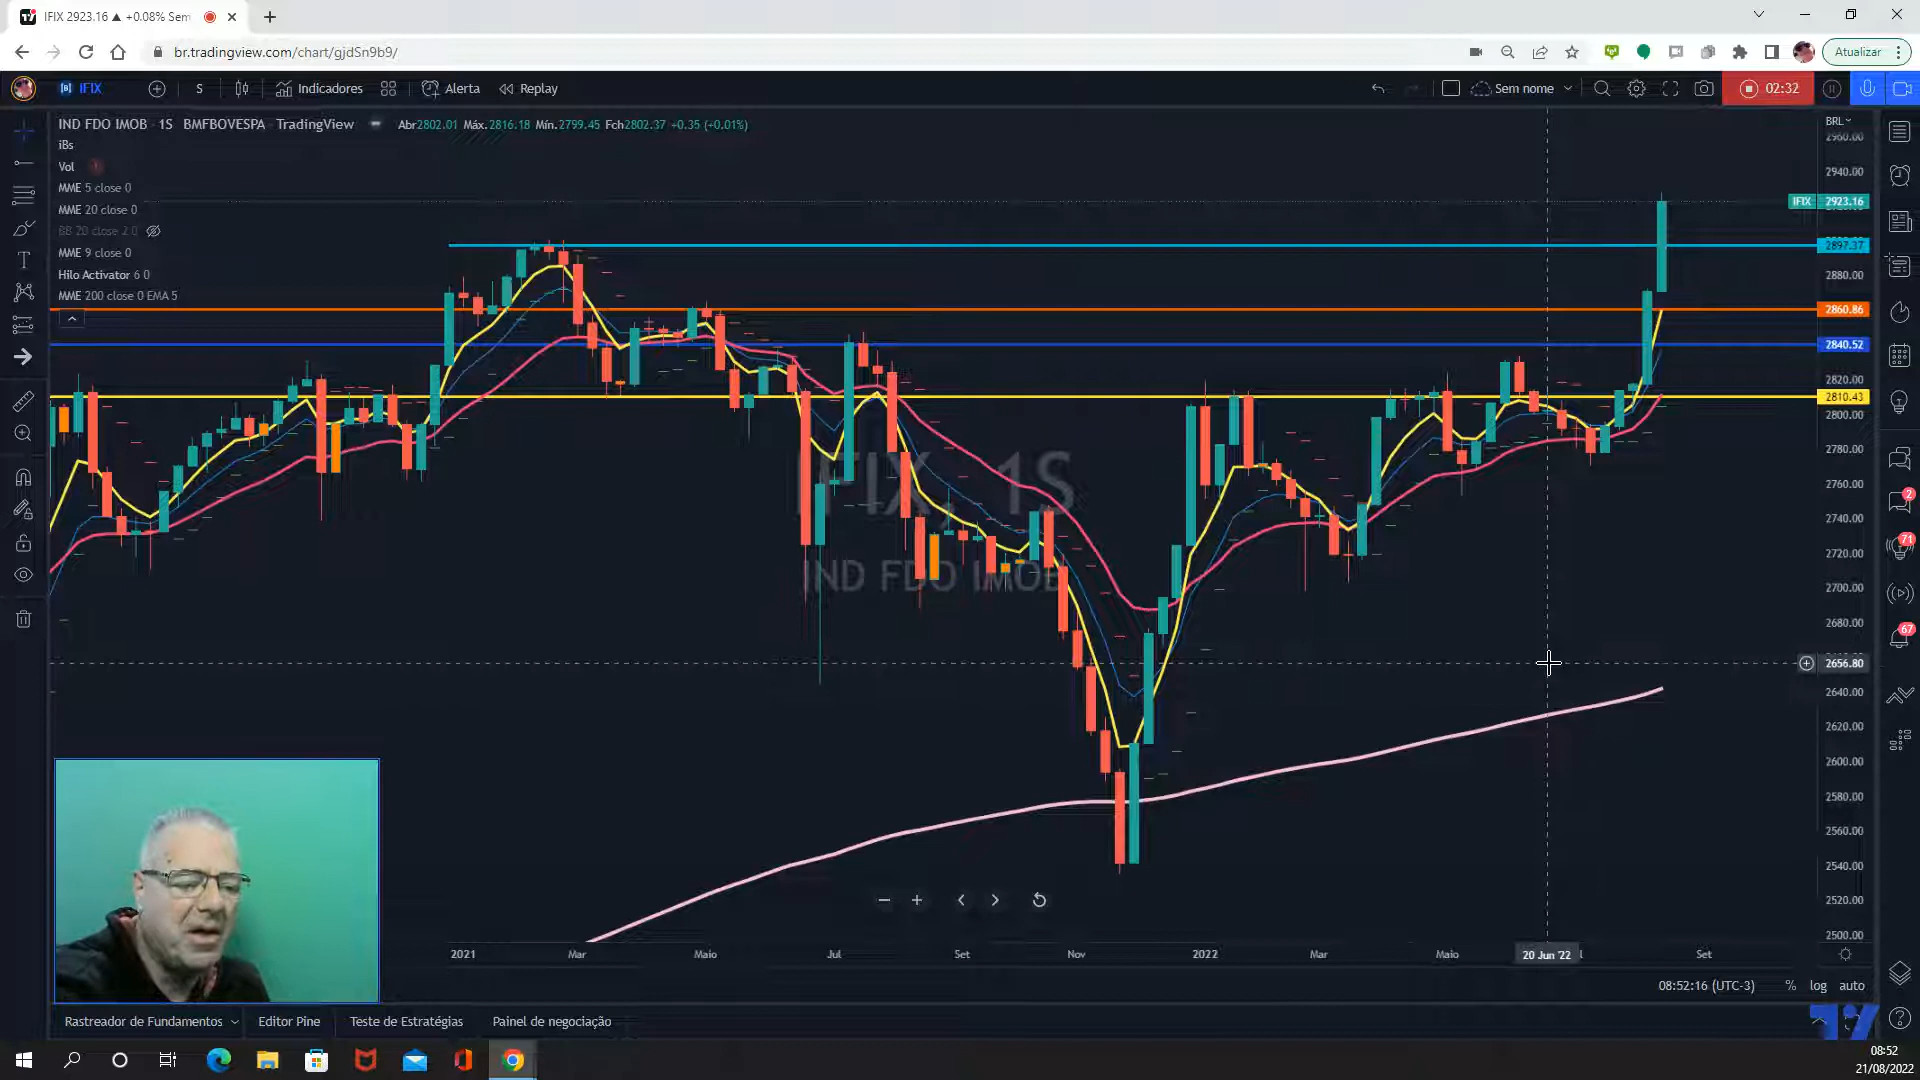 IFIX 2923.16 ▲ +0.08% Sem
br.tradingview.com/chart/gjdSn9b9/
Atualizar
IFIX
S
Indicadores
Alerta
Replay
Sem nome
02:32
IND FDO IMOB · 1S BMFBOVESPA · TradingView
Abr2802.01 Máx.2816.18 Mín.2799.45 Fch2802.37 +0.35 (+0.01%)
BRL
iBs
Vol
MME 5 close 0
MME 20 close 0
BB 20 close 2 0
MME 9 close 0
Hilo Activator 6 0
MME 200 close 0 EMA 5
2960.00
2940.00
IFIX 2923.16
2897.37
2880.00
2860.86
2840.52
2820.00
2810.43
2800.00
2780.00
2760.00
2740.00
2720.00
2700.00
2680.00
2656.80
2640.00
2620.00
2600.00
2580.00
2560.00
2540.00
2520.00
2500.00
IFIX, 1S
IND FDO IMOB
2
71
67
2021 Mar Maio Jul Set Nov 2022 Mar Maio 20 Jun '22 Set
08:52:16 (UTC-3) % log auto
Rastreador de Fundamentos Editor Pine Teste de Estratégias Painel de negociação
08:52
21/08/2022